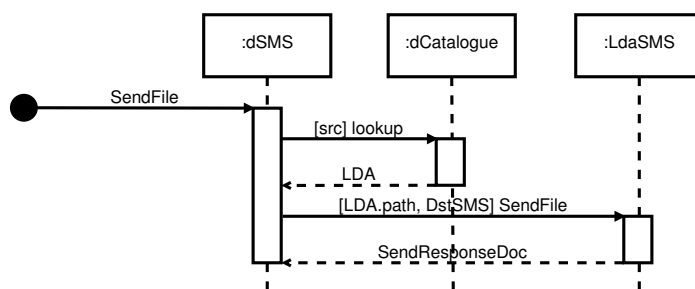 :dSMS
:dCatalogue
:LdaSMS
SendFile
[src] lookup
LDA
[LDA.path, DstSMS] SendFile
SendResponseDoc